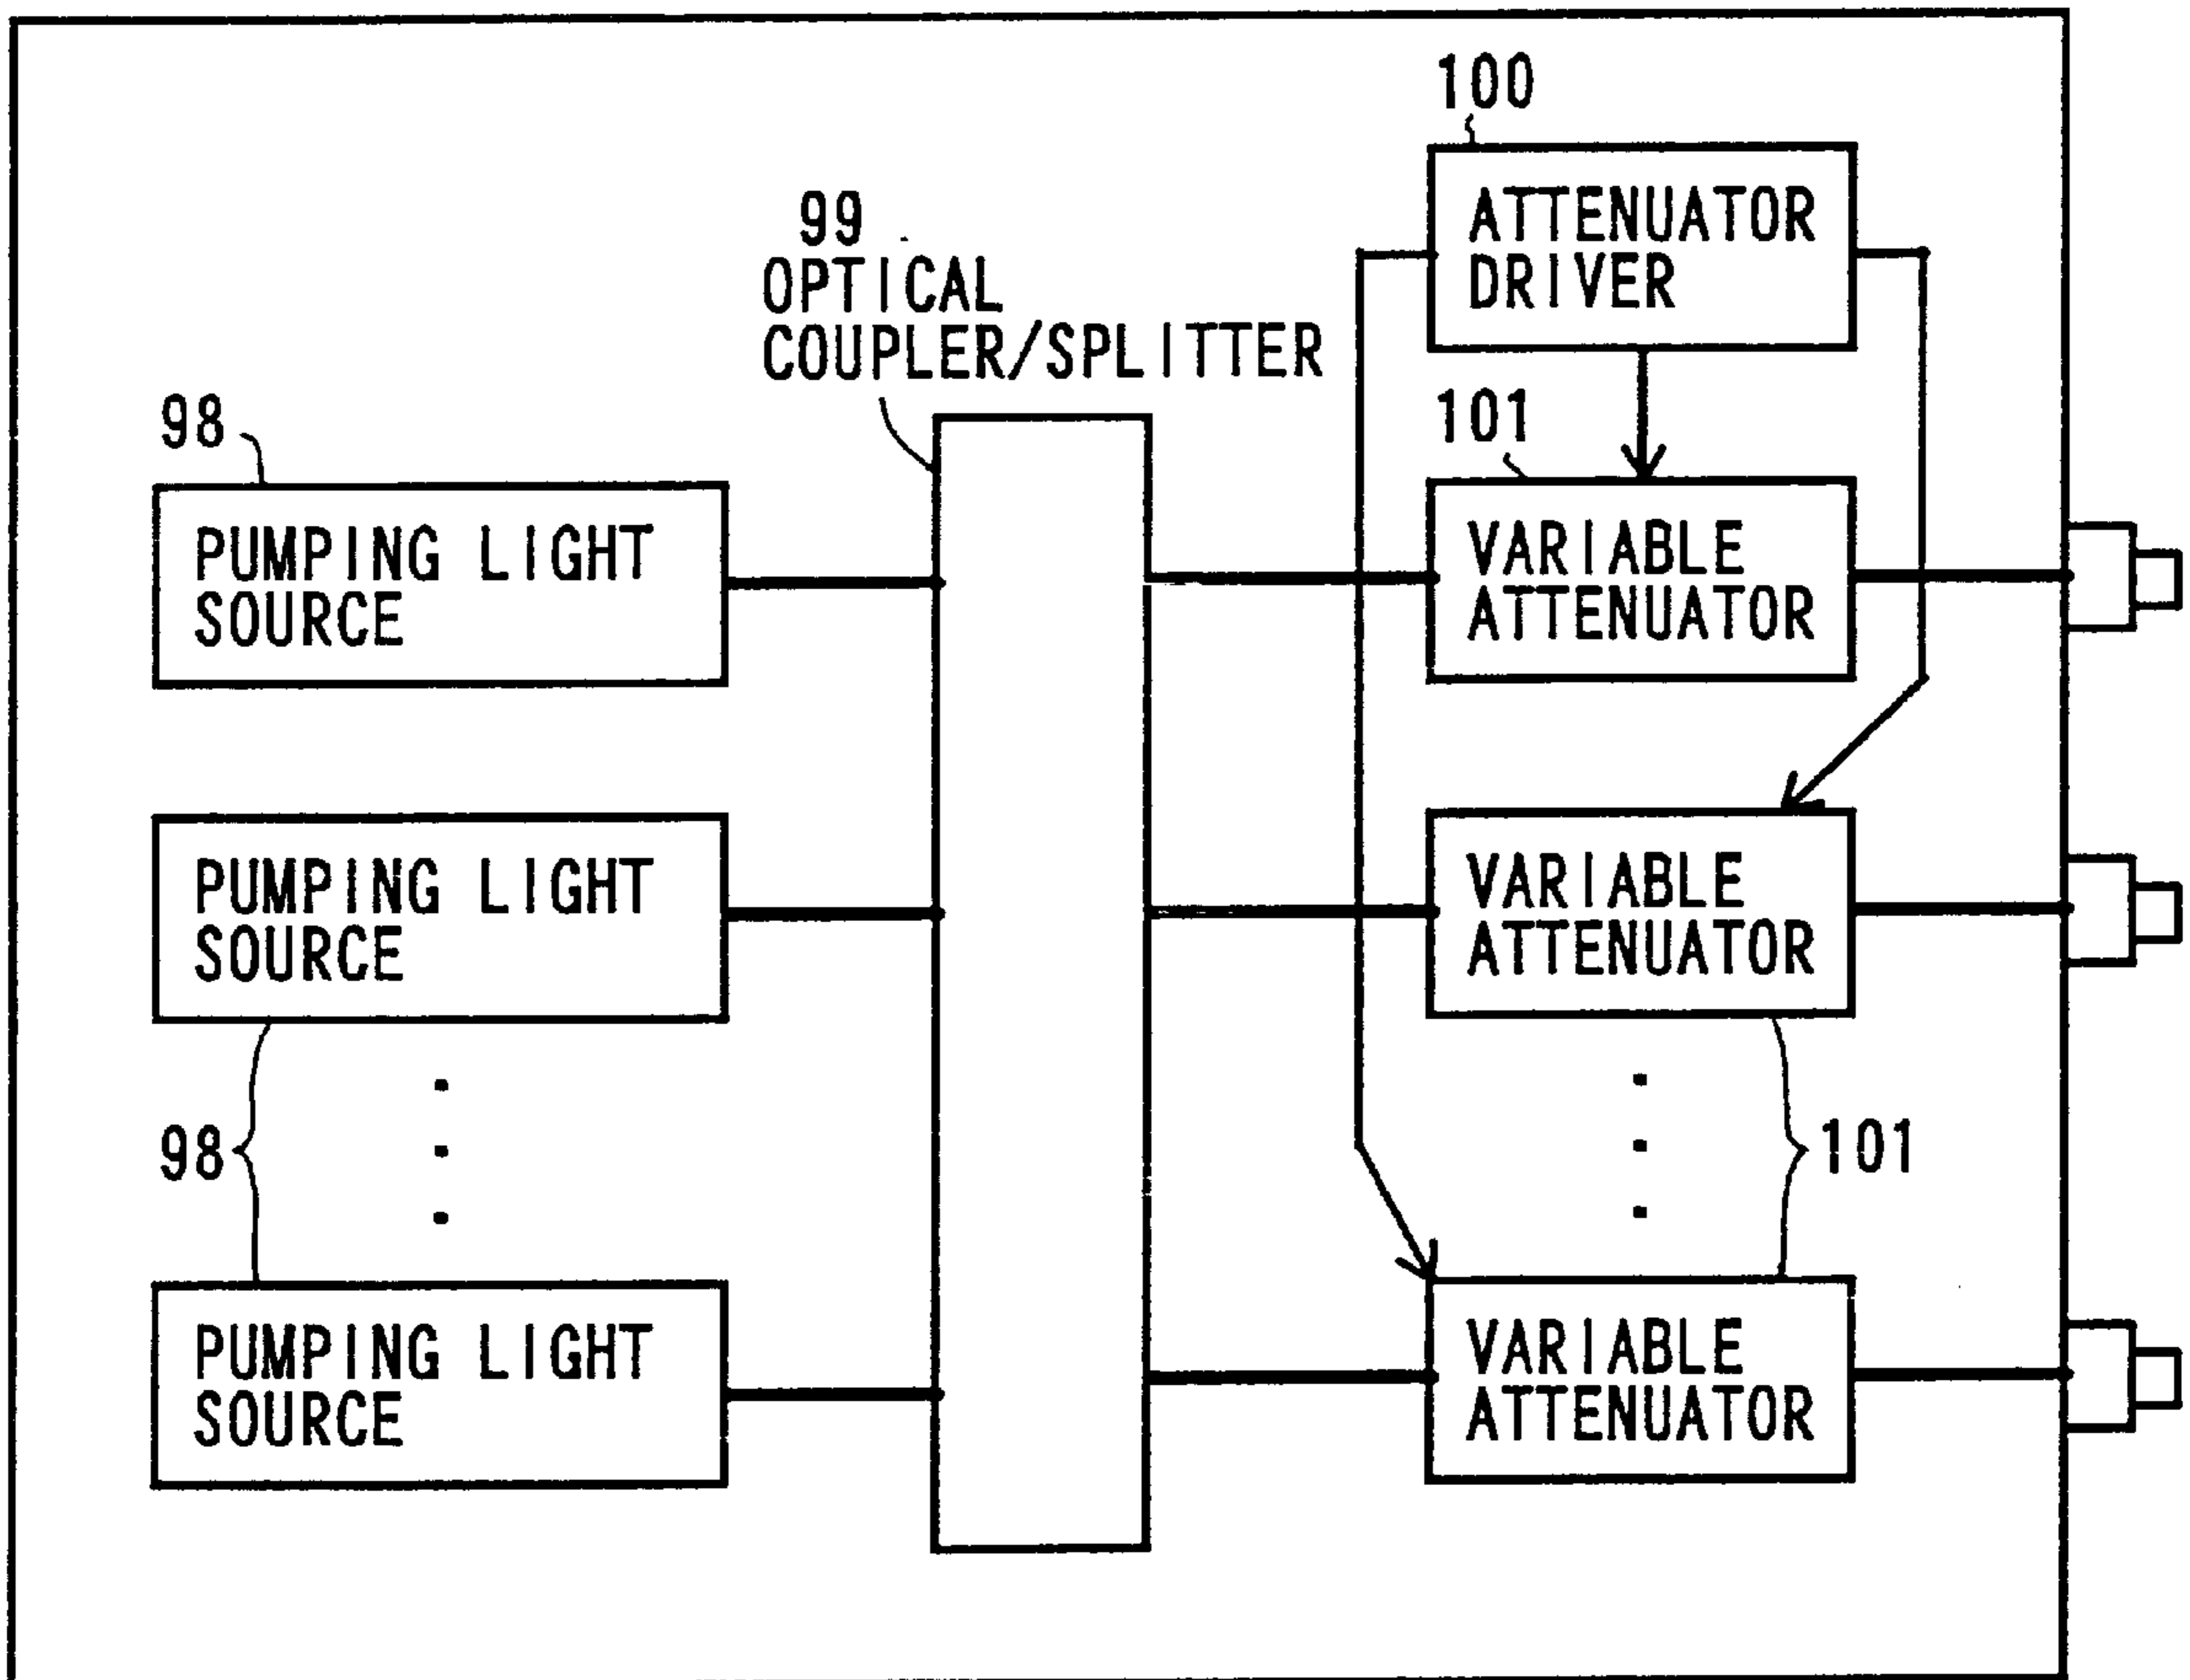 100
ATTENUATOR
DRIVER
99
OPTICAL
COUPLER/SPLITTER
98
101
PUMPING LIGHT
SOURCE
VARIABLE
ATTENUATOR
PUMPING LIGHT
SOURCE
VARIABLE
ATTENUATOR
98
101
PUMPING LIGHT
SOURCE
VARIABLE
ATTENUATOR